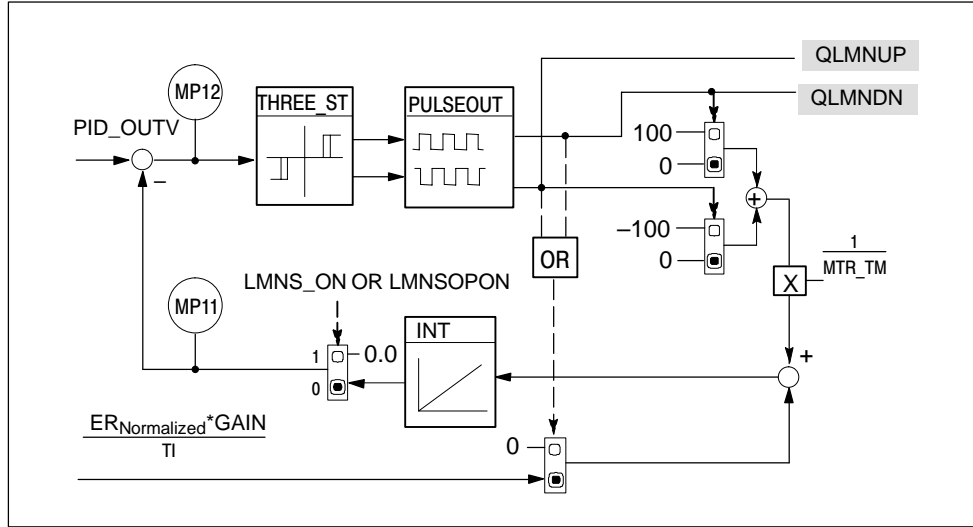 QLMNUP
MP12
THREE_ST
PULSEOUT
QLMNDN
PID_OUTV
100
0
–
+
–100
0
OR
1
MTR_TM
X
LMNS_ON OR LMNSOPON
MP11
INT
1
0.0
0
+
ERNormalized*GAIN
TI
0